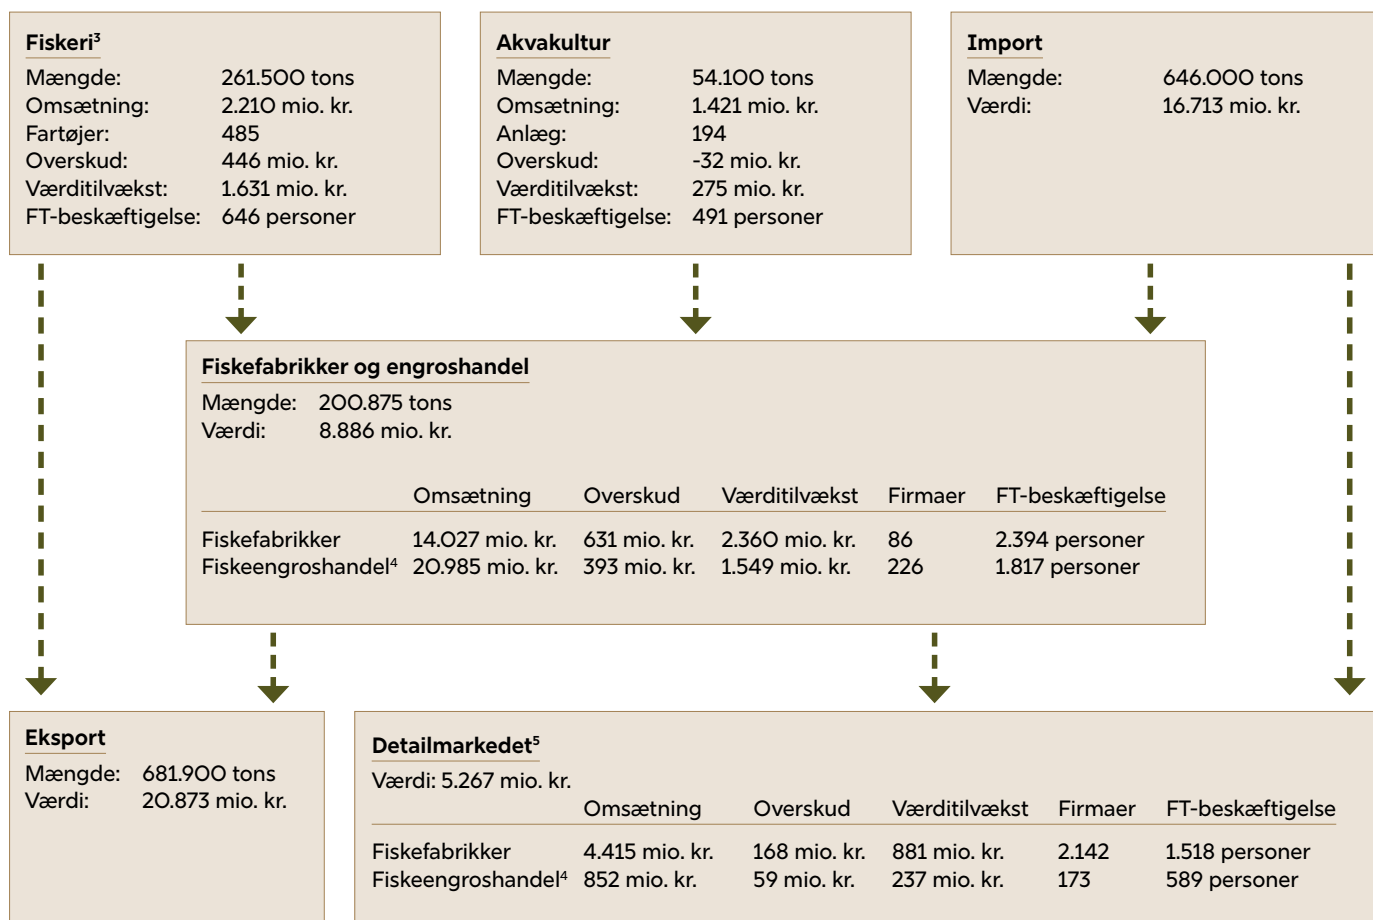 Fiskeri³
Mængde: 261.500 tons
Omsætning: 2.210 mio. kr.
Fartøjer: 485
Overskud: 446 mio. kr.
Værditilvækst: 1.631 mio. kr.
FT-beskæftigelse: 646 personer
Akvakultur
Mængde: 54.100 tons
Omsætning: 1.421 mio. kr.
Anlæg: 194
Overskud: -32 mio. kr.
Værditilvækst: 275 mio. kr.
FT-beskæftigelse: 491 personer
Import
Mængde: 646.000 tons
Værdi: 16.713 mio. kr.
Fiskefabrikker og engroshandel
Mængde: 200.875 tons
Værdi: 8.886 mio. kr.
Omsætning Overskud Værditilvækst Firmaer FT-beskæftigelse
Fiskefabrikker 14.027 mio. kr. 631 mio. kr. 2.360 mio. kr. 86 2.394 personer
Fiskeengroshandel⁴ 20.985 mio. kr. 393 mio. kr. 1.549 mio. kr. 226 1.817 personer
Eksport
Mængde: 681.900 tons
Værdi: 20.873 mio. kr.
Detailmarkedet⁵
Værdi: 5.267 mio. kr.
Omsætning Overskud Værditilvækst Firmaer FT-beskæftigelse
Fiskefabrikker 4.415 mio. kr. 168 mio. kr. 881 mio. kr. 2.142 1.518 personer
Fiskeengroshandel⁴ 852 mio. kr. 59 mio. kr. 237 mio. kr. 173 589 personer